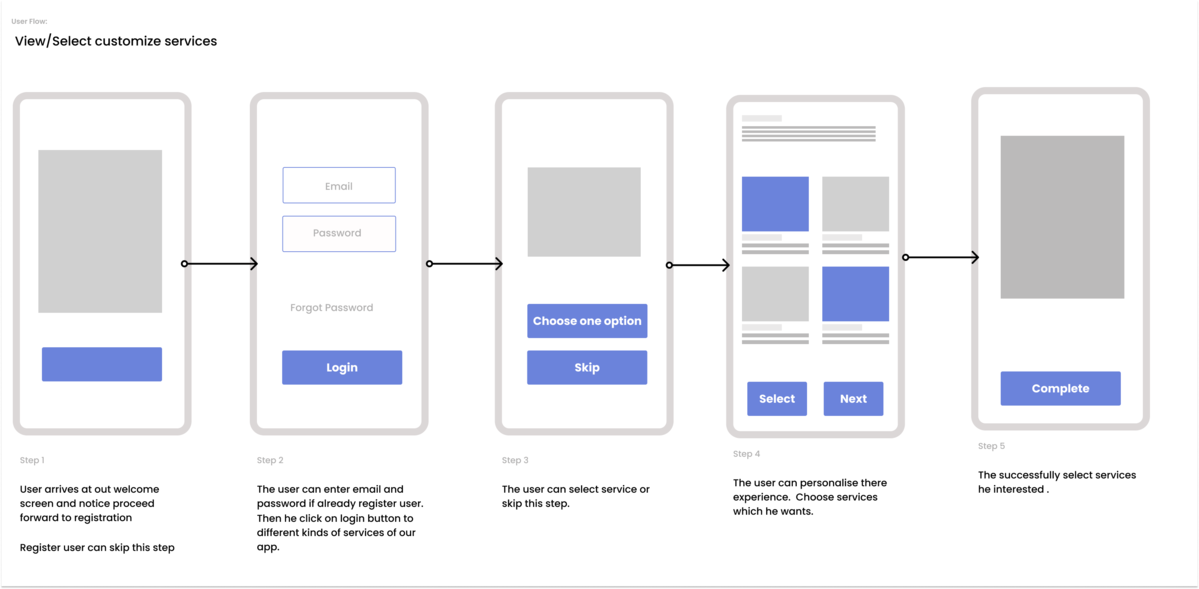 User Flow:
View/Select customize services
Email
Password
Forgot Password
Login
Choose one option
Skip
Select
Next
Complete
Step 1
User arrives at out welcome
screen and notice proceed
forward to registration
Register user can skip this step
Step 2
The user can enter email and
password if already register user.
Then he click on login button to
different kinds of services of our
app.
Step 3
The user can select service or
skip this step.
Step 4
The user can personalise there
experience.  Choose services
which he wants.
Step 5
The successfully select services
he interested .